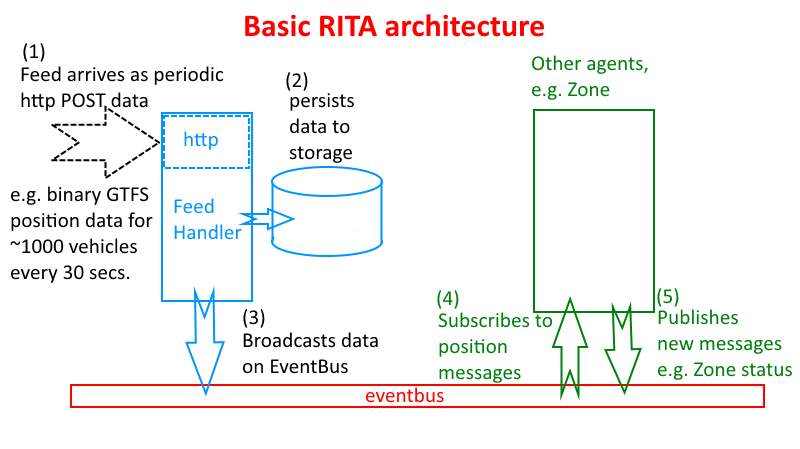 Basic RITA architecture
(1)
Feed arrives as periodic
http POST data
(2)
persists
data to
storage
Other agents,
e.g. Zone
http
e.g. binary GTFS
position data for
~1000 vehicles
every 30 secs.
Feed
Handler
(3)
Broadcasts data
on EventBus
(4)
Subscribes to
position
messages
(5)
Publishes
new messages
e.g. Zone status
eventbus